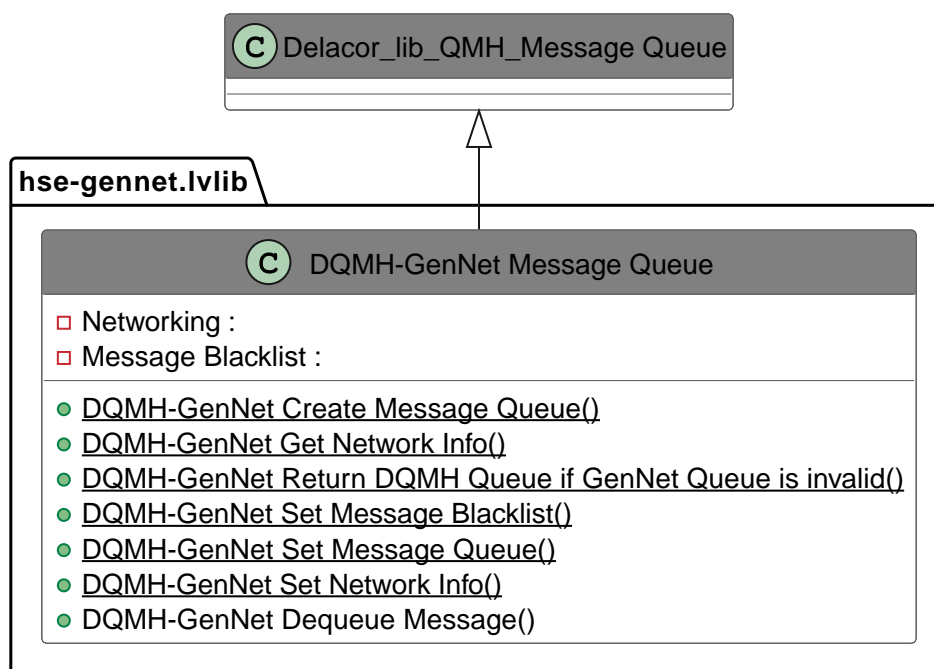 C Delacor_lib_QMH_Message Queue
hse-gennet.lvlib
C DQMH-GenNet Message Queue
Networking :
Message Blacklist :
DQMH-GenNet Create Message Queue()
DQMH-GenNet Get Network Info()
DQMH-GenNet Return DQMH Queue if GenNet Queue is invalid()
DQMH-GenNet Set Message Blacklist()
DQMH-GenNet Set Message Queue()
DQMH-GenNet Set Network Info()
DQMH-GenNet Dequeue Message()